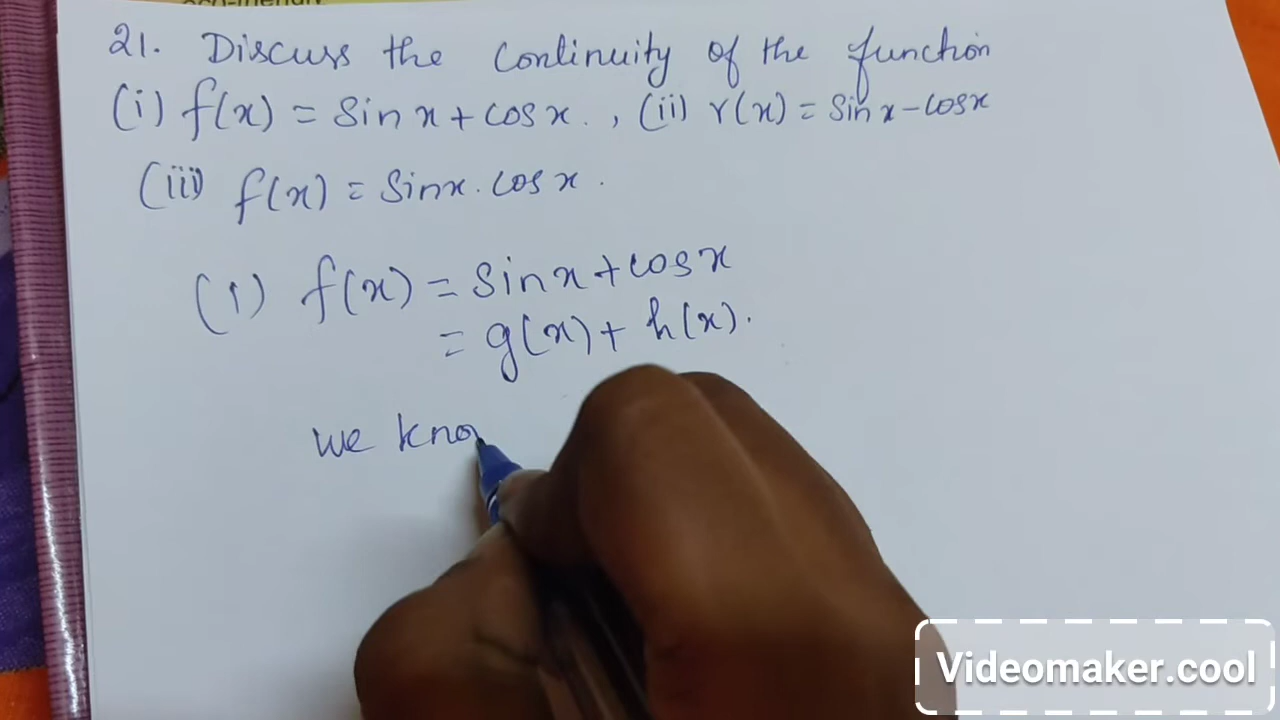 21. Discuss the continuity of the function
(i) f(x) = sin x + cos x. , (ii) r(x) = sin x - cos x
(iii) f(x) = sin x . cos x .
(1) f(x) = sin x + cos x
= g(x) + h(x).
we kno
Videomaker.cool